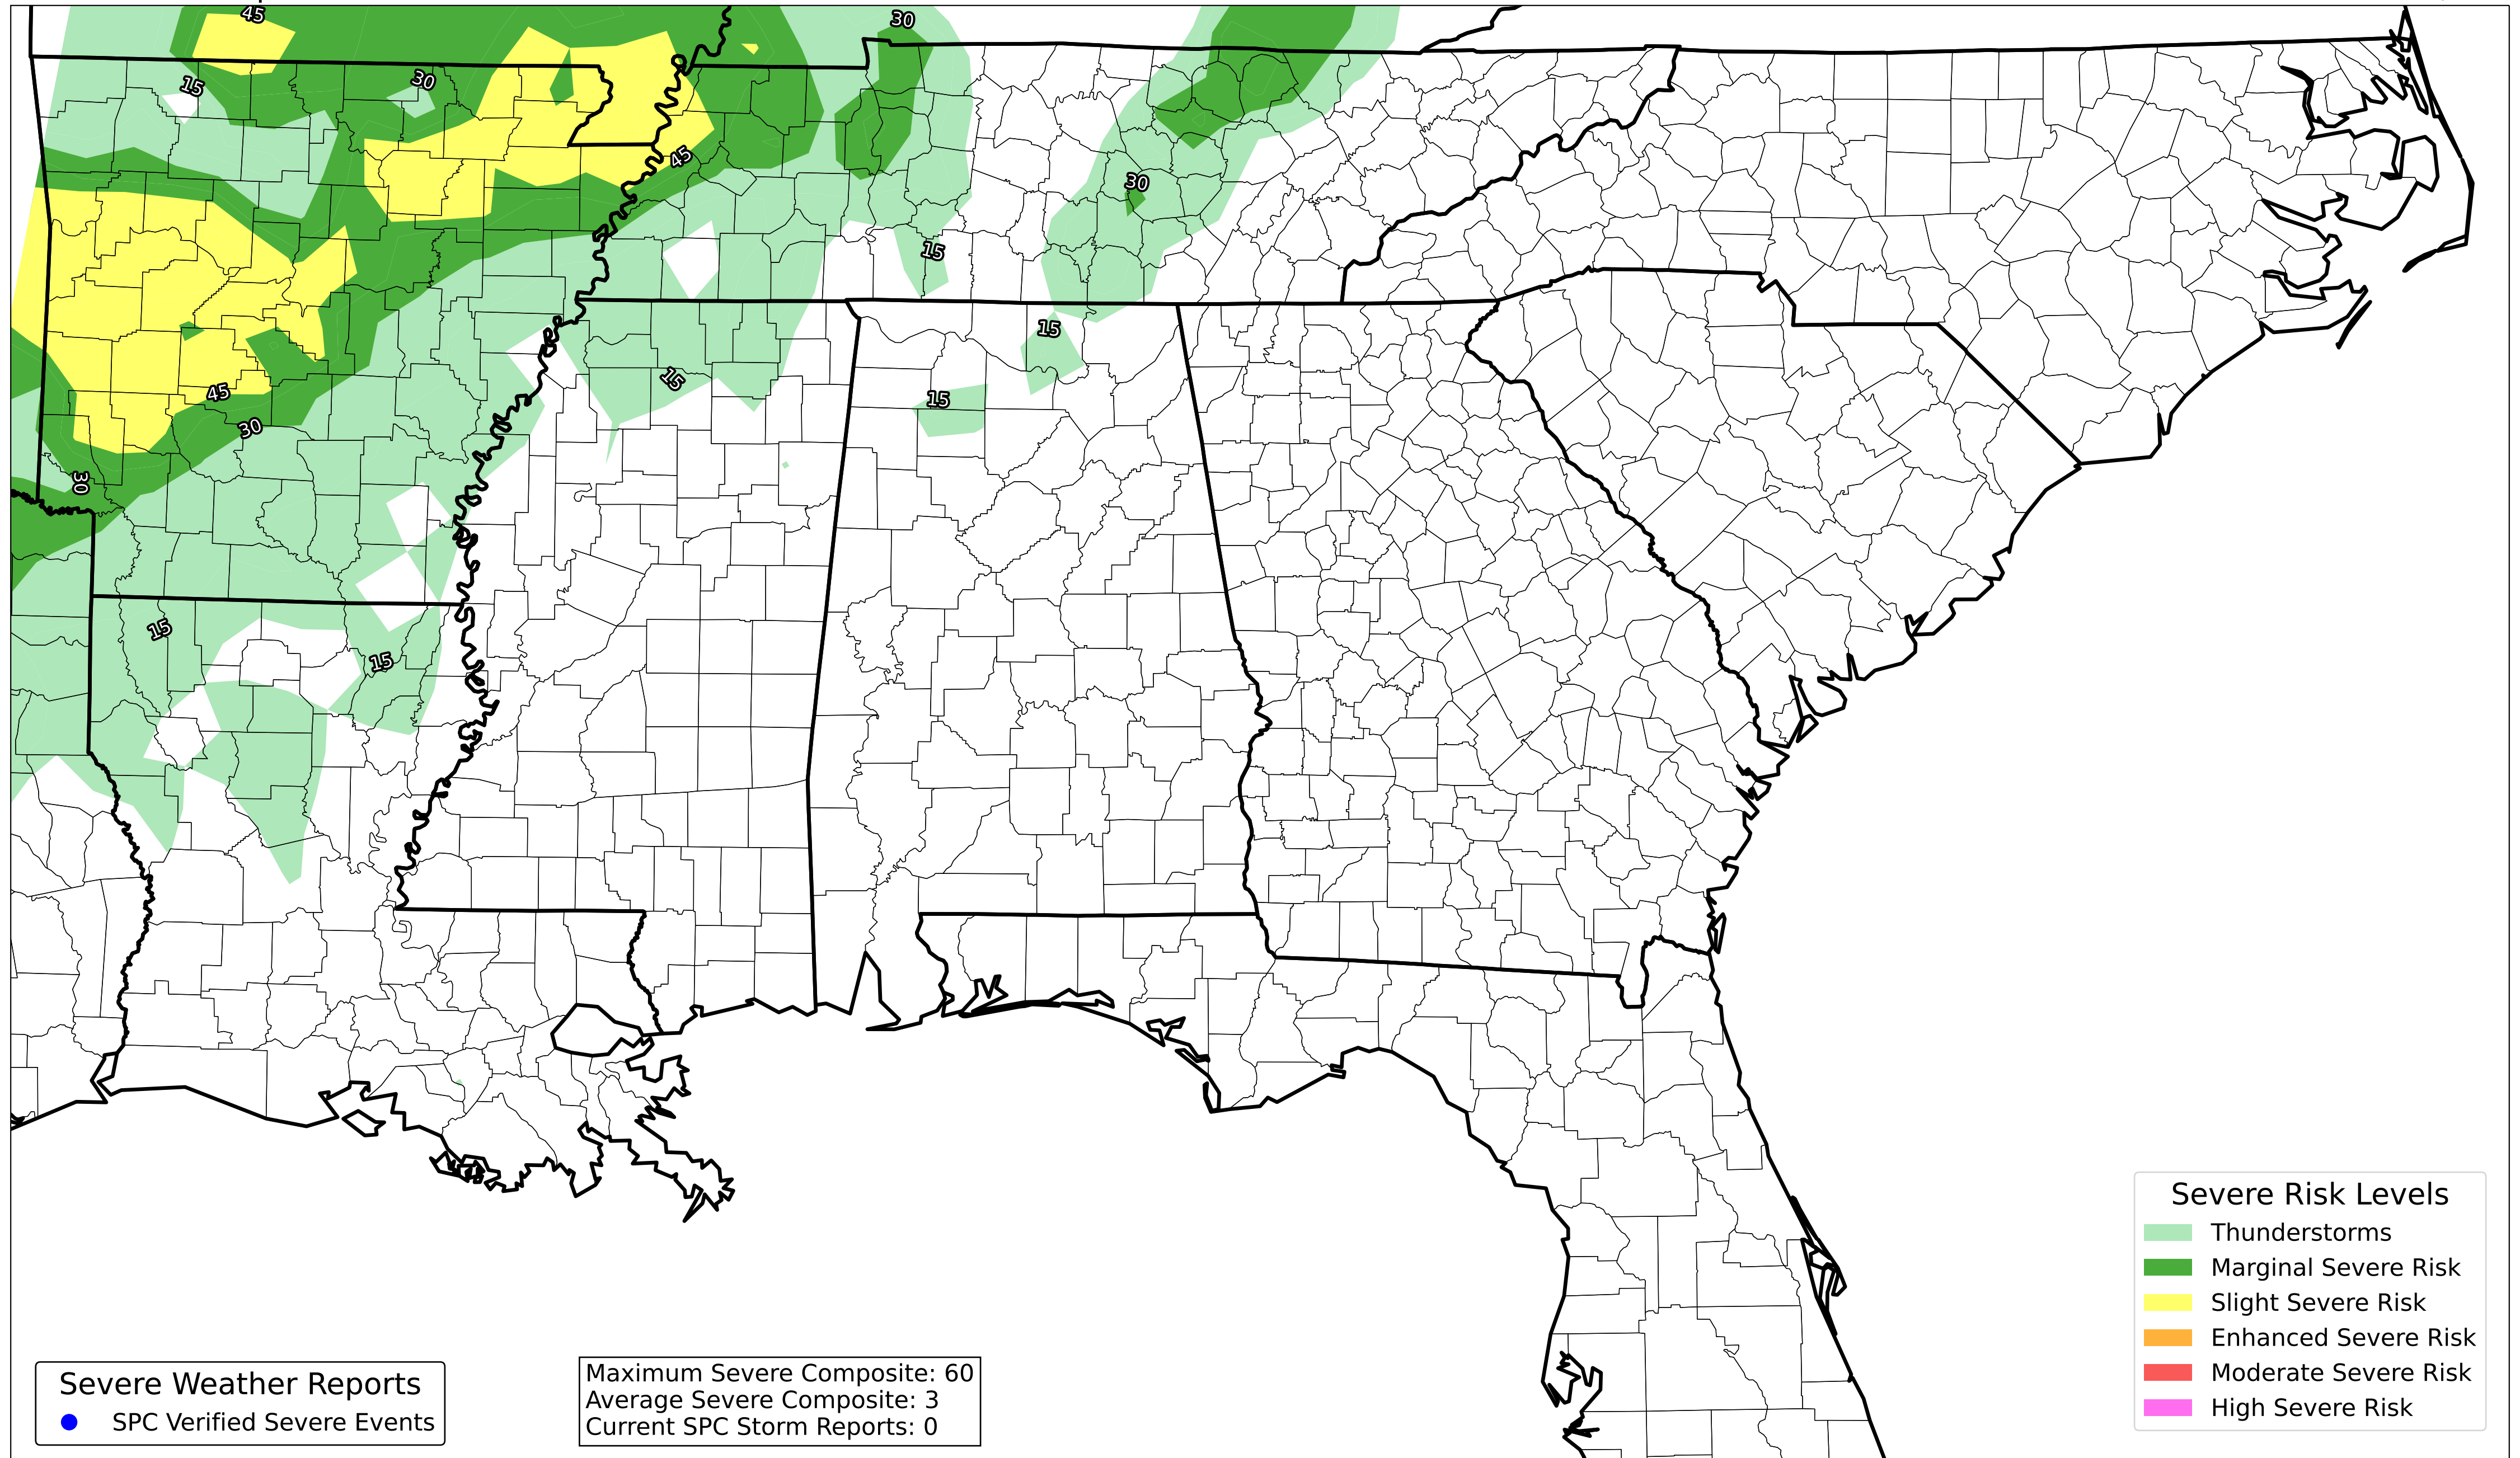 45
30
15
30
45
30
15
15
45
15
15
30
30
15
15
Severe Risk Levels
Thunderstorms
Marginal Severe Risk
Slight Severe Risk
Enhanced Severe Risk
Moderate Severe Risk
High Severe Risk
Severe Weather Reports
SPC Verified Severe Events
Maximum Severe Composite: 60
Average Severe Composite: 3
Current SPC Storm Reports: 0